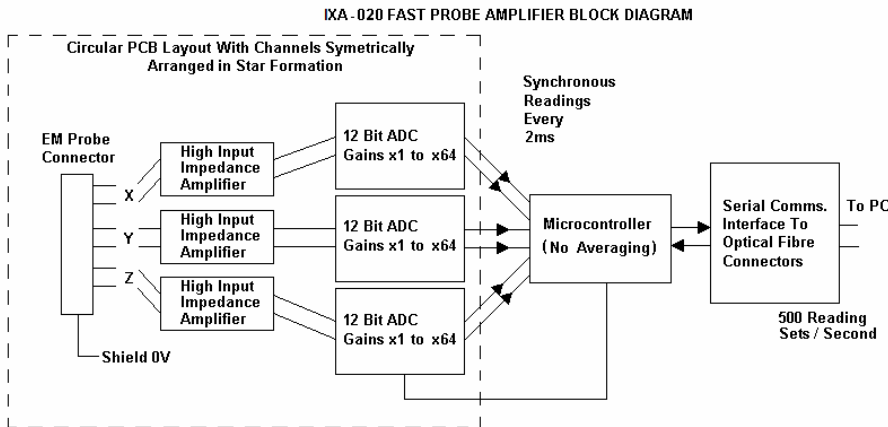 IXA-020 FAST PROBE AMPLIFIER BLOCK DIAGRAM
Circular PCB Layout With Channels Symetrically
Arranged in Star Formation
Synchronous
Readings
Every
2ms
EM Probe
Connector
X
Y
Z
Shield 0V
High Input
Impedance
Amplifier
High Input
Impedance
Amplifier
High Input
Impedance
Amplifier
12 Bit ADC
Gains x1 to x64
12 Bit ADC
Gains x1 to x64
12 Bit ADC
Gains x1 to x64
Microcontroller
(No Averaging)
Serial Comms.
Interface To
Optical Fibre
Connectors
To PC
500 Reading
Sets / Second